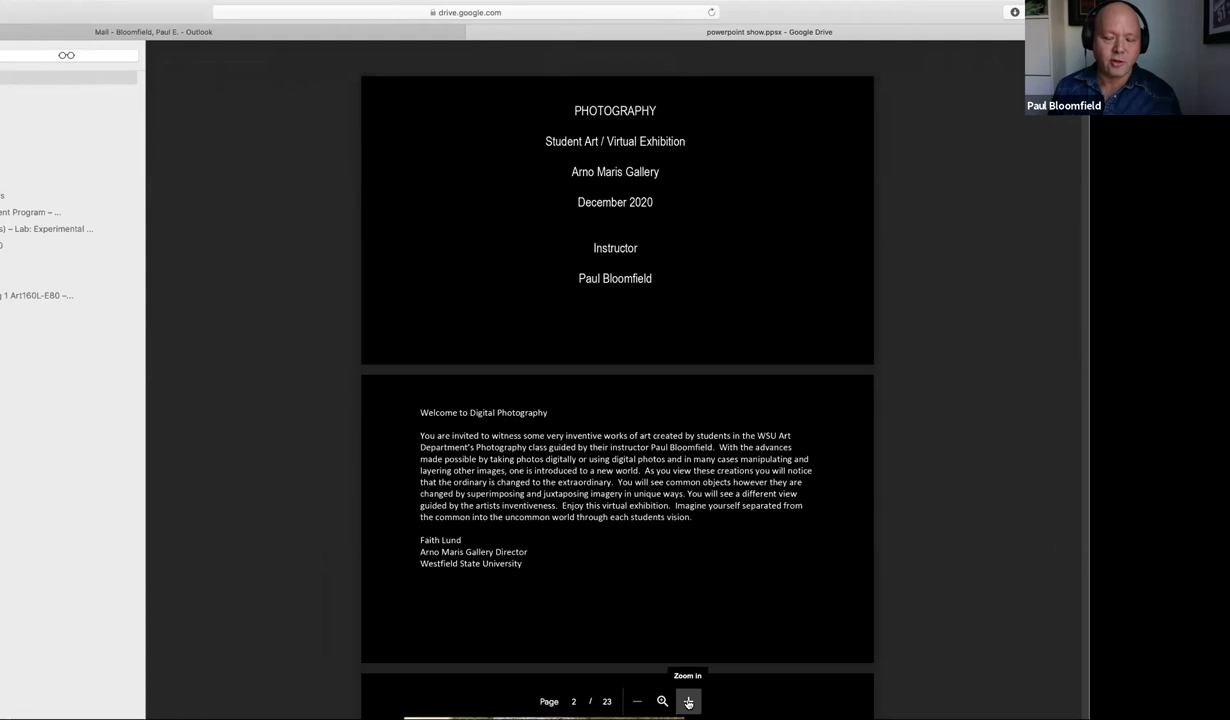 drive.google.com
Mail - Bloomfield, Paul E. - Outlook
powerpoint show.ppsx - Google Drive
Paul Bloomfield
s
ent Program – ...
s) – Lab: Experimental ...
0
g 1 Art160L-E80 –...
PHOTOGRAPHY
Student Art / Virtual Exhibition
Arno Maris Gallery
December 2020
Instructor
Paul Bloomfield
Welcome to Digital Photography
You are invited to witness some very inventive works of art created by students in the WSU Art
Department's Photography class guided by their instructor Paul Bloomfield.  With the advances
made possible by taking photos digitally or using digital photos and in many cases manipulating and
layering other images, one is introduced to a new world.  As you view these creations you will notice
that the ordinary is changed to the extraordinary.  You will see common objects however they are
changed by superimposing and juxtaposing imagery in unique ways. You will see a different view
guided by the artists inventiveness.  Enjoy this virtual exhibition.  Imagine yourself separated from
the common into the uncommon world through each students vision.
Faith Lund
Arno Maris Gallery Director
Westfield State University
Zoom in
Page 2 / 23